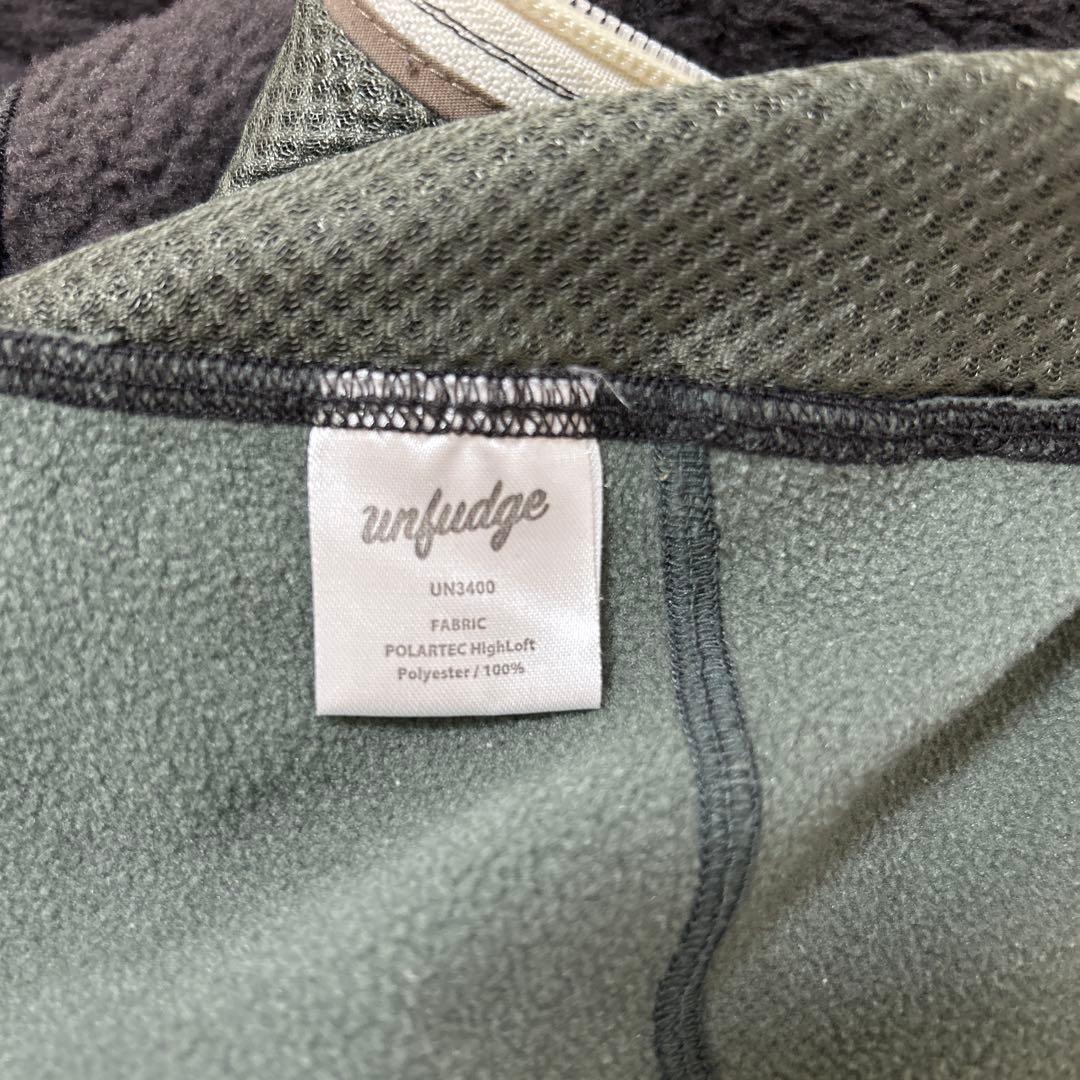 unfudge
UN3400
FABRIC
POLARTEC HighLoft
Polyester / 100%